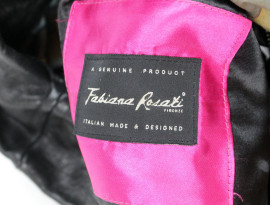 A GENUINE PRODUCT
Fabiana Rosati®
FIRENZE
ITALIAN MADE & DESIGNED